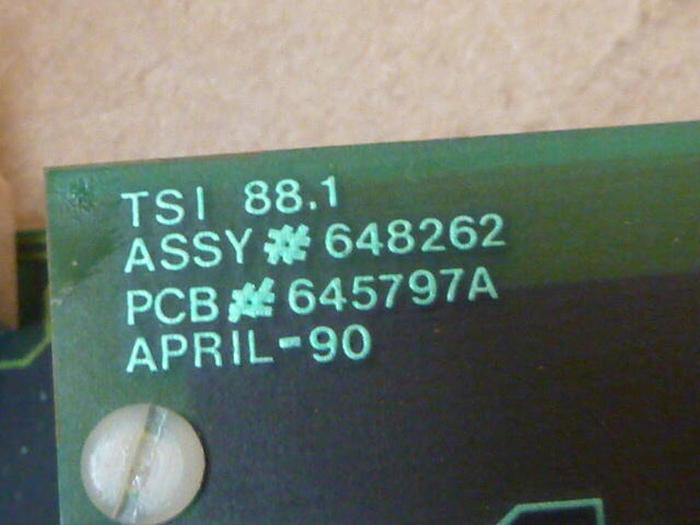 TSI 88.1
ASSY # 648262
PCB # 645797A
APRIL-90